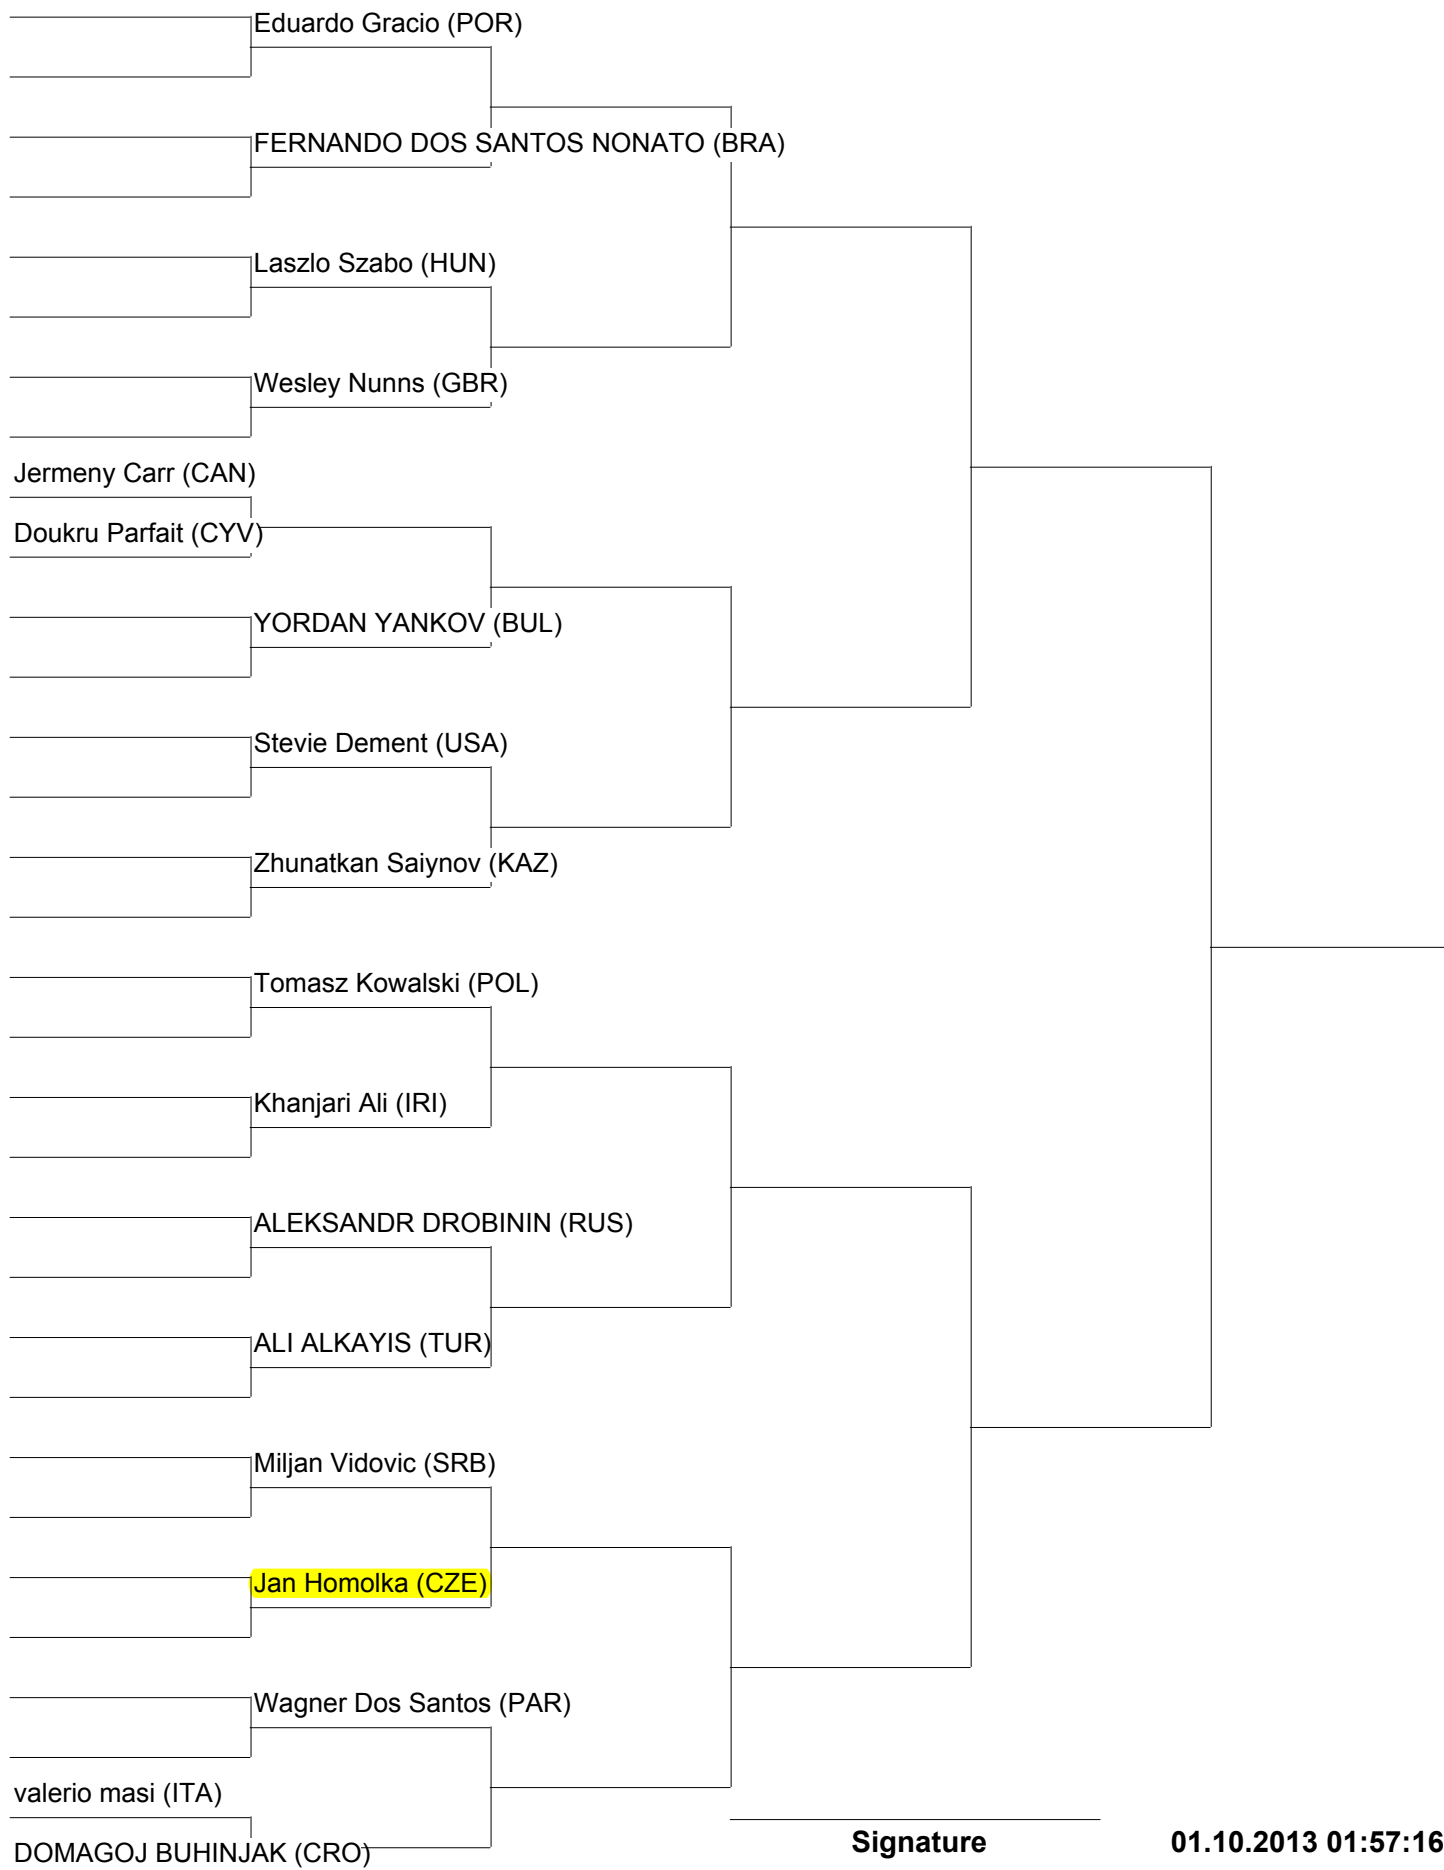 Eduardo Gracio (POR)
FERNANDO DOS SANTOS NONATO (BRA)
Laszlo Szabo (HUN)
Wesley Nunns (GBR)
Jermeny Carr (CAN)
Doukru Parfait (CYV)
YORDAN YANKOV (BUL)
Stevie Dement (USA)
Zhunatkan Saiynov (KAZ)
Tomasz Kowalski (POL)
Khanjari Ali (IRI)
ALEKSANDR DROBININ (RUS)
ALI ALKAYIS (TUR)
Miljan Vidovic (SRB)
Jan Homolka (CZE)
Wagner Dos Santos (PAR)
valerio masi (ITA)
DOMAGOJ BUHINJAK (CRO)
Signature 01.10.2013 01:57:16